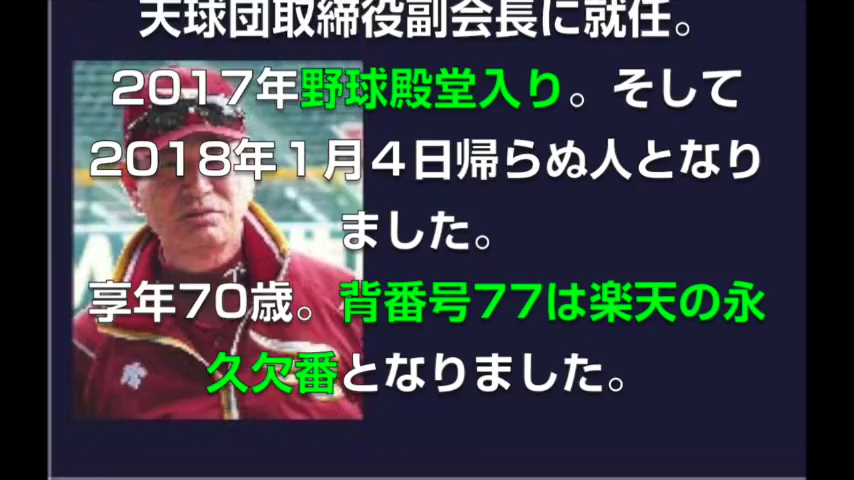 天球団取締役副会長に就任。
２０１７年野球殿堂入り。そして
２０１８年１月４日帰らぬ人となり
ました。
享年７０歳。背番号７７は楽天の永
久欠番となりました。